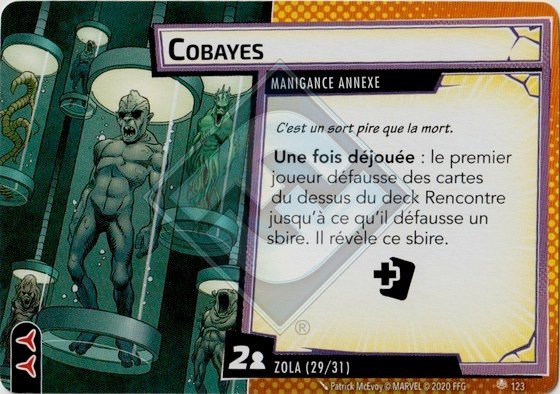 COBAYES
MANIGANCE ANNEXE
C'est un sort pire que la mort.
Une fois déjouée : le premier
joueur défausse des cartes
du dessus du deck Rencontre
jusqu'à ce qu'il défausse un
sbire. Il révèle ce sbire.
®
2
ZOLA (29/31)
Patrick McEvoy © MARVEL © 2020 FFG
123